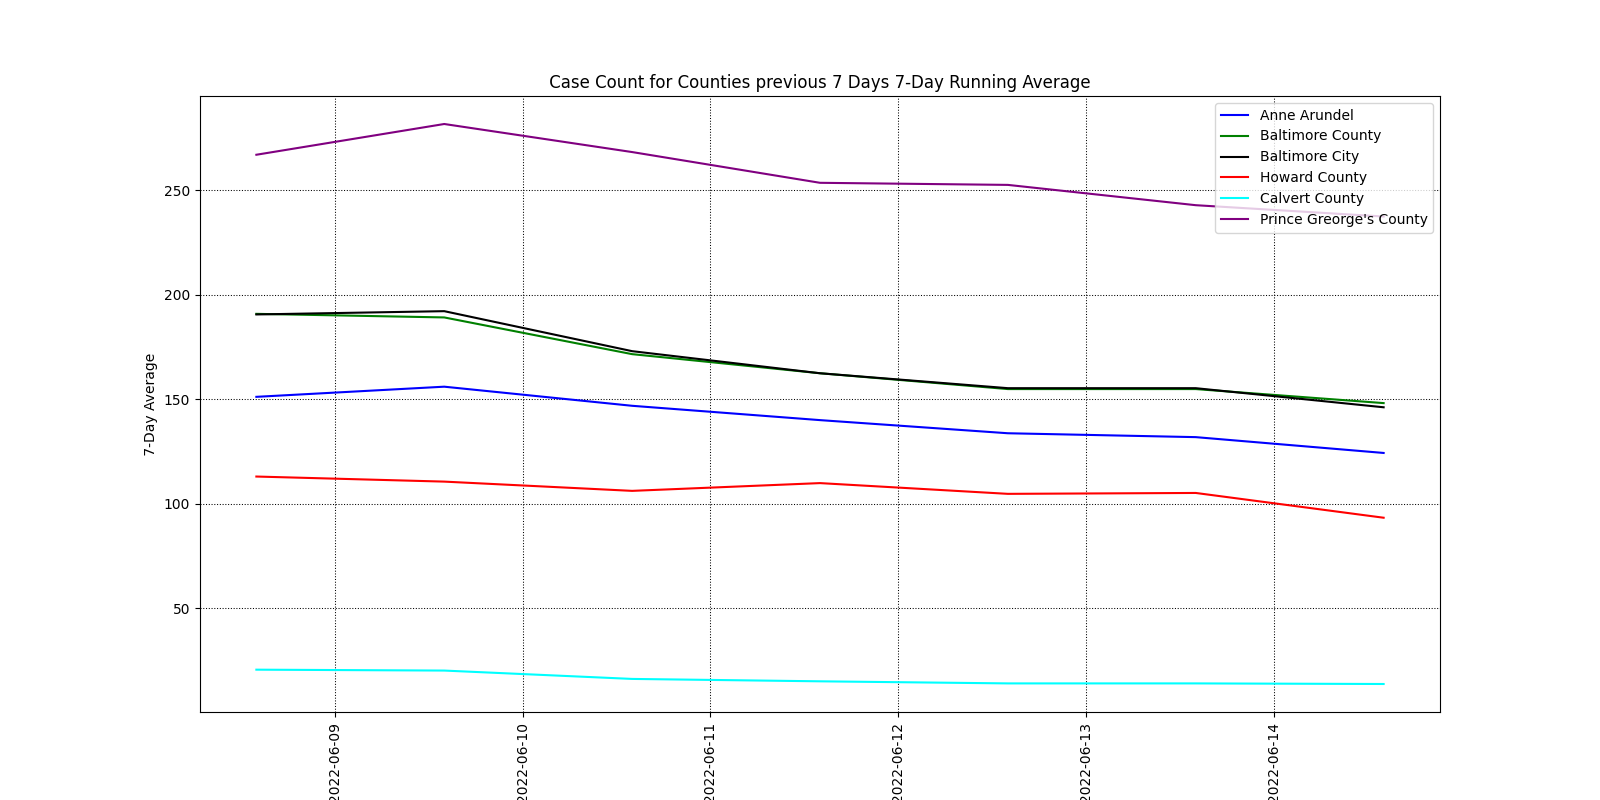 Case Count for Counties previous 7 Days 7-Day Running Average
Anne Arundel
Baltimore County
Baltimore City
Howard County
Calvert County
Prince Greorge's County
7-Day Average
250
200
150
100
50
2022-06-09
2022-06-10
2022-06-11
2022-06-12
2022-06-13
2022-06-14